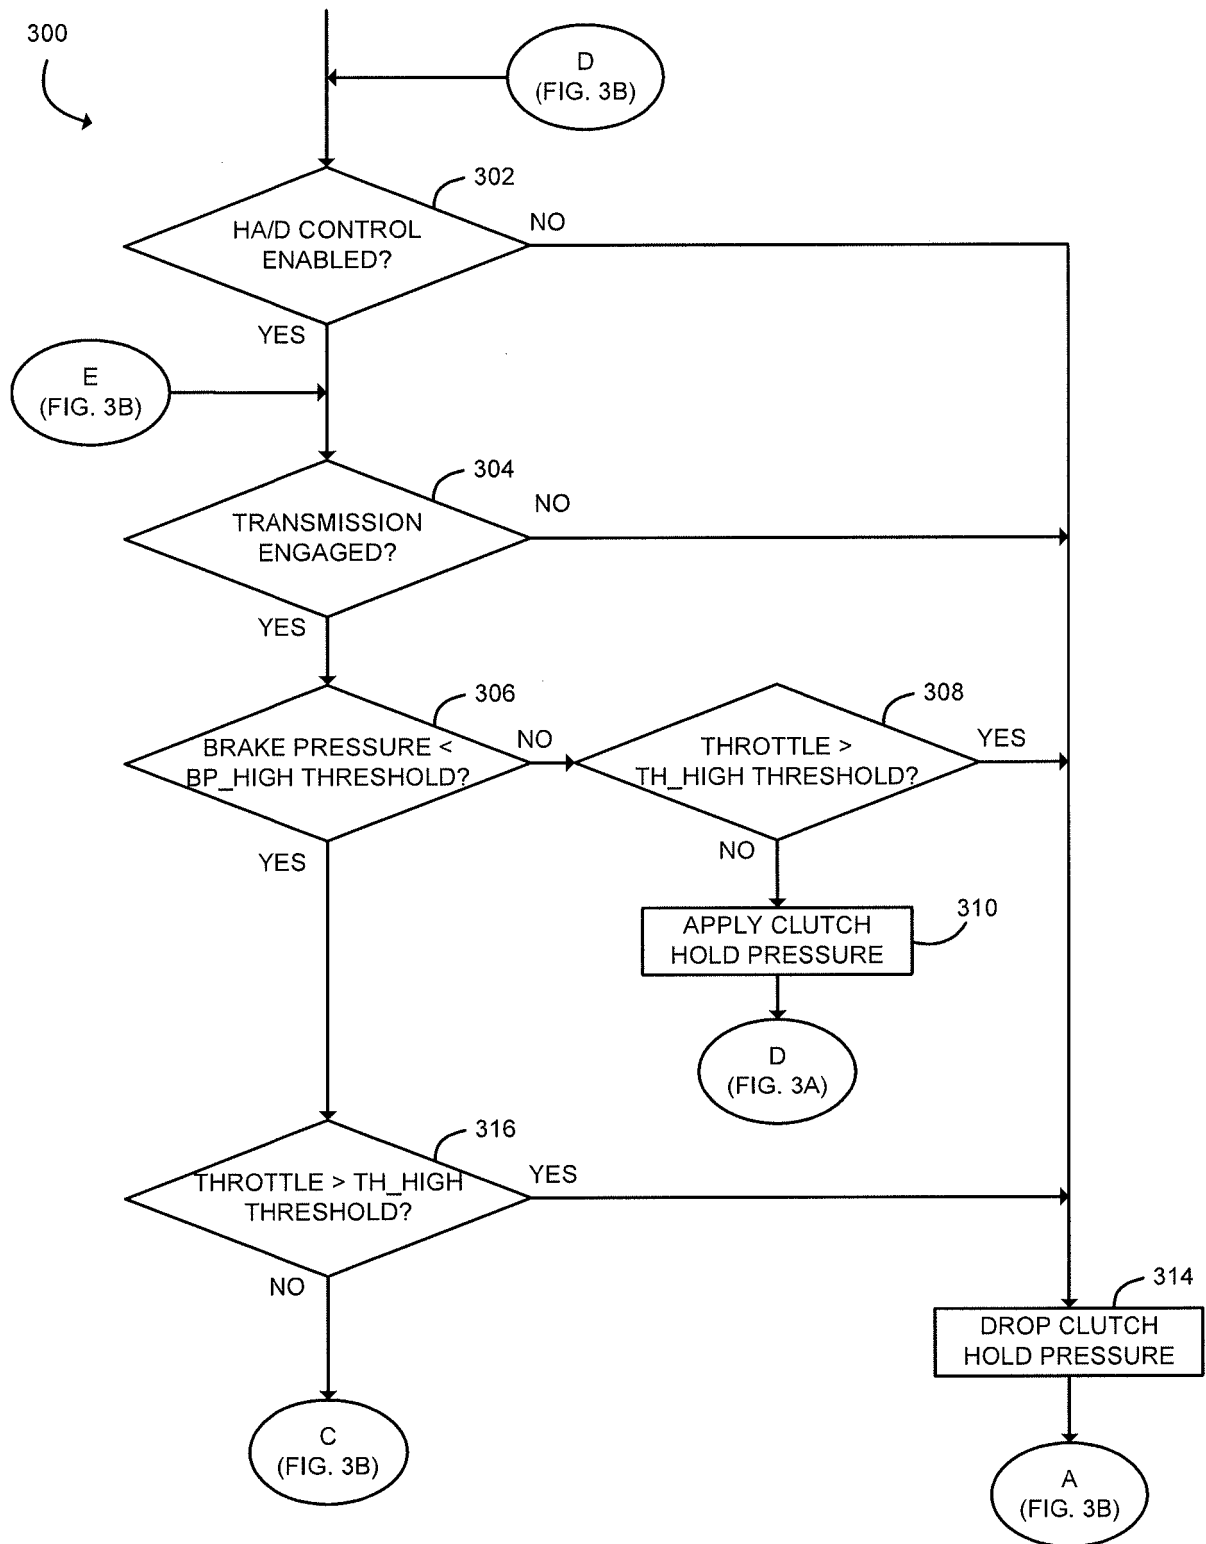 300
D
(FIG. 3B)
302
HA/D CONTROL
ENABLED?
NO
YES
E
(FIG. 3B)
304
TRANSMISSION
ENGAGED?
NO
YES
306
BRAKE PRESSURE <
BP_HIGH THRESHOLD?
NO
308
THROTTLE >
TH_HIGH THRESHOLD?
YES
YES
NO
310
APPLY CLUTCH
HOLD PRESSURE
D
(FIG. 3A)
316
THROTTLE > TH_HIGH
THRESHOLD?
YES
NO
314
DROP CLUTCH
HOLD PRESSURE
C
(FIG. 3B)
A
(FIG. 3B)